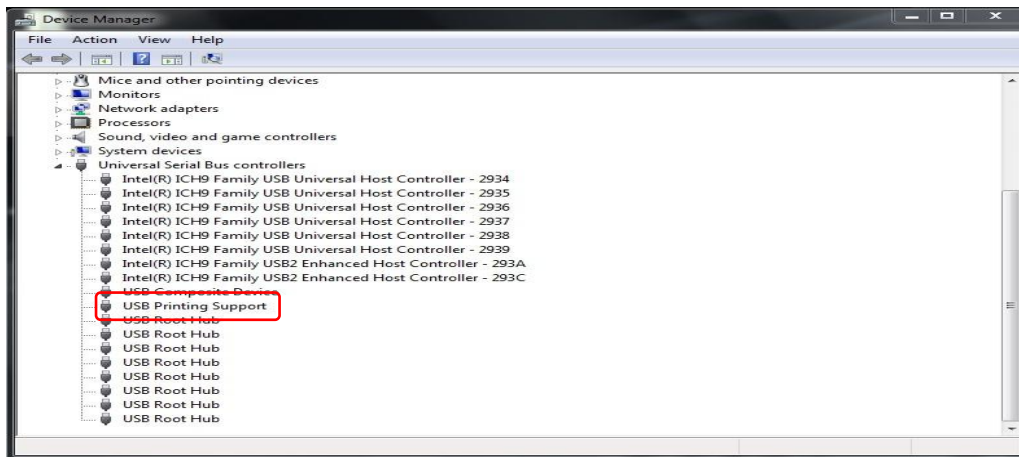 Device Manager
File Action View Help
Mice and other pointing devices
Monitors
Network adapters
Processors
Sound, video and game controllers
System devices
Universal Serial Bus controllers
Intel(R) ICH9 Family USB Universal Host Controller - 2934
Intel(R) ICH9 Family USB Universal Host Controller - 2935
Intel(R) ICH9 Family USB Universal Host Controller - 2936
Intel(R) ICH9 Family USB Universal Host Controller - 2937
Intel(R) ICH9 Family USB Universal Host Controller - 2938
Intel(R) ICH9 Family USB Universal Host Controller - 2939
Intel(R) ICH9 Family USB2 Enhanced Host Controller - 293A
Intel(R) ICH9 Family USB2 Enhanced Host Controller - 293C
USB Composite Device
USB Printing Support
USB Root Hub
USB Root Hub
USB Root Hub
USB Root Hub
USB Root Hub
USB Root Hub
USB Root Hub
USB Root Hub